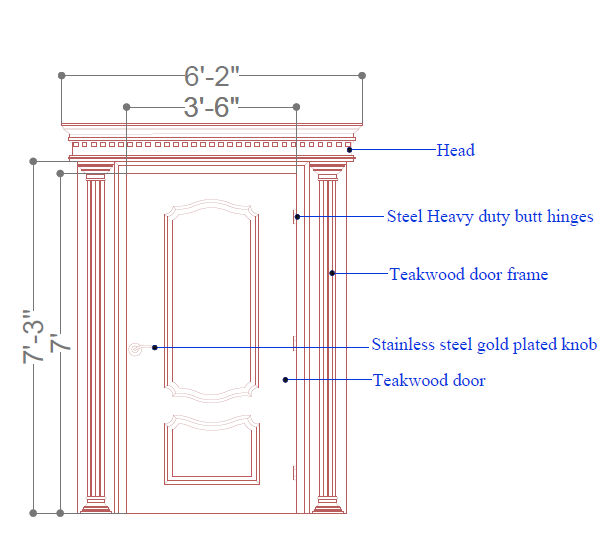 6'-2"
3'-6"
Head
Steel Heavy duty butt hinges
Teakwood door frame
7'-3"
7'
Stainless steel gold plated knob
Teakwood door